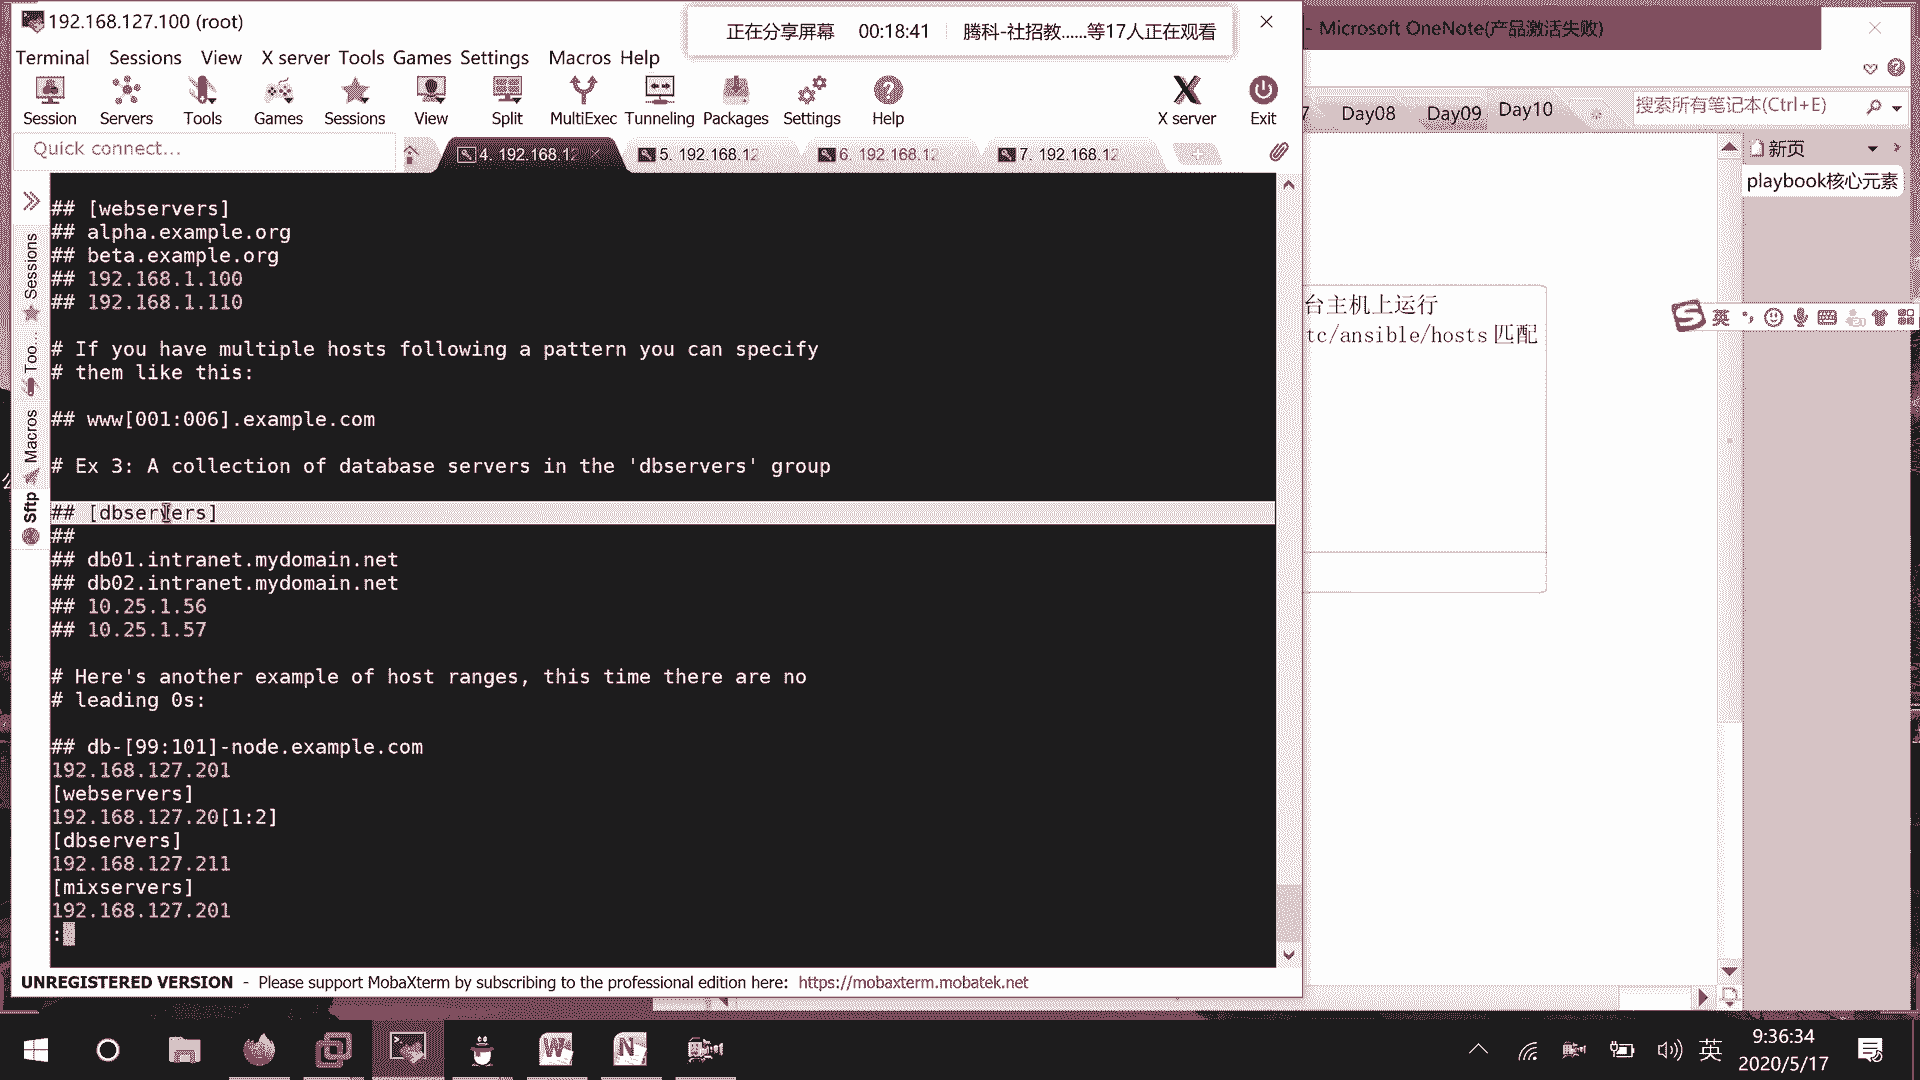 192.168.127.100 (root)
正在分享屏幕 00:18:41 腾科-社招教......等17人正在观看
- Microsoft OneNote(产品激活失败)
Terminal Sessions View X server Tools Games Settings Macros Help
Session Servers Tools Games Sessions View Split MultiExec Tunneling Packages Settings Help X server Exit
7 Day08 Day09 Day10 搜索所有笔记本(Ctrl+E)
Quick connect...
4. 192.168.12 5. 192.168.12 6. 192.168.12 7. 192.168.12
新页
playbook核心元素
Sessions
Too...
Macros
Sftp
## [webservers]
## alpha.example.org
## beta.example.org
## 192.168.1.100
## 192.168.1.110
# If you have multiple hosts following a pattern you can specify
# them like this:
## www[001:006].example.com
# Ex 3: A collection of database servers in the 'dbservers' group
## [dbservers]
##
## db01.intranet.mydomain.net
## db02.intranet.mydomain.net
## 10.25.1.56
## 10.25.1.57
# Here's another example of host ranges, this time there are no
# leading 0s:
## db-[99:101]-node.example.com
192.168.127.201
[webservers]
192.168.127.20[1:2]
[dbservers]
192.168.127.211
[mixservers]
192.168.127.201
:
台主机上运行
tc/ansible/hosts 匹配
英
UNREGISTERED VERSION - Please support MobaXterm by subscribing to the professional edition here: https://mobaxterm.mobatek.net
英
9:36:34
2020/5/17